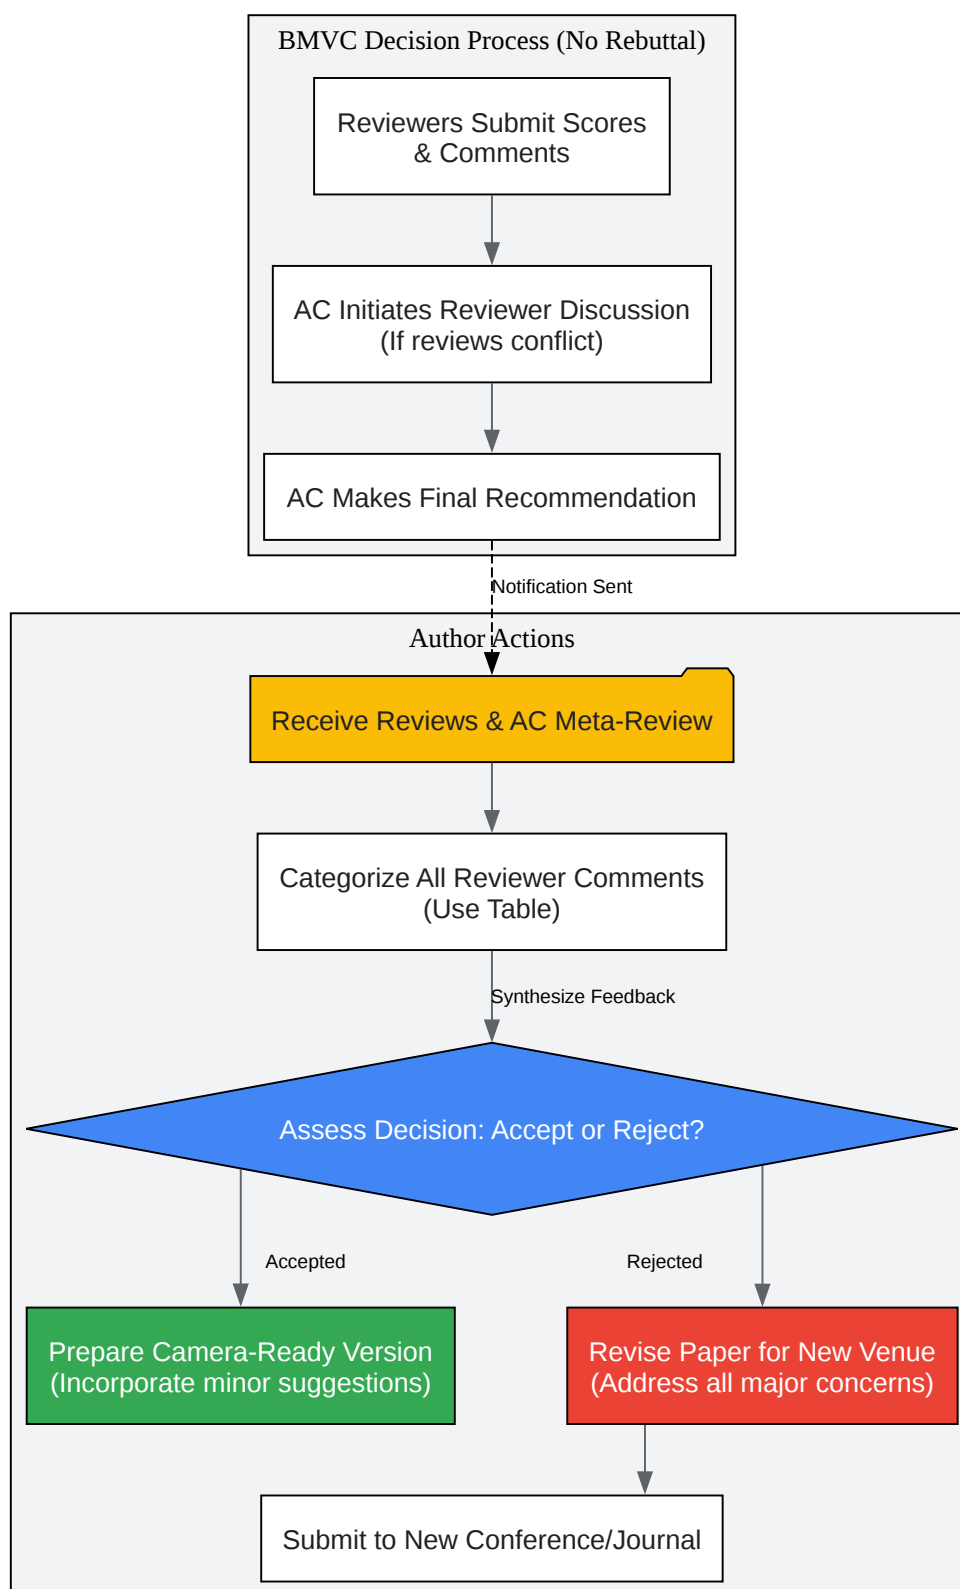 BMVC Decision Process (No Rebuttal)
Reviewers Submit Scores
& Comments
AC Initiates Reviewer Discussion
(If reviews conflict)
AC Makes Final Recommendation
Notification Sent
Author Actions
Receive Reviews & AC Meta-Review
Categorize All Reviewer Comments
(Use Table)
Synthesize Feedback
Assess Decision: Accept or Reject?
Accepted
Rejected
Prepare Camera-Ready Version
(Incorporate minor suggestions)
Revise Paper for New Venue
(Address all major concerns)
Submit to New Conference/Journal